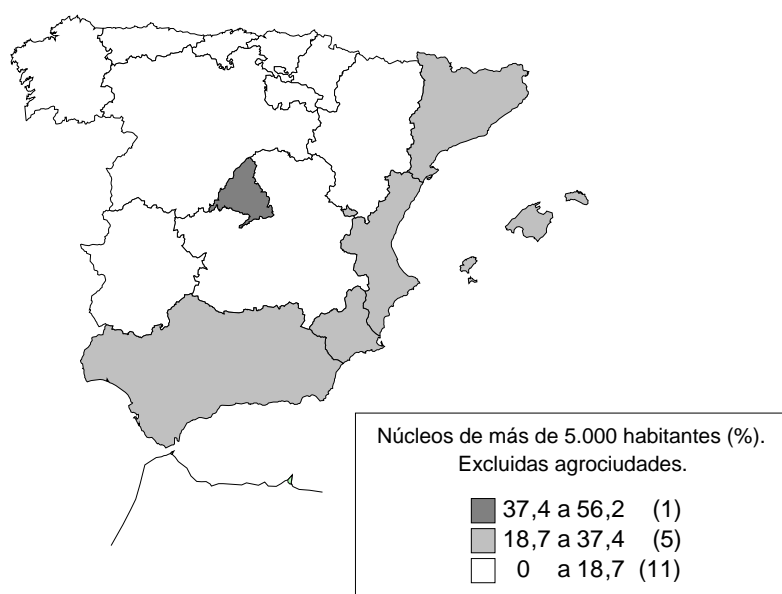 Núcleos de más de 5.000 habitantes (%).
Excluidas agrociudades.
37,4 a 56,2 (1)
18,7 a 37,4 (5)
0 a 18,7 (11)